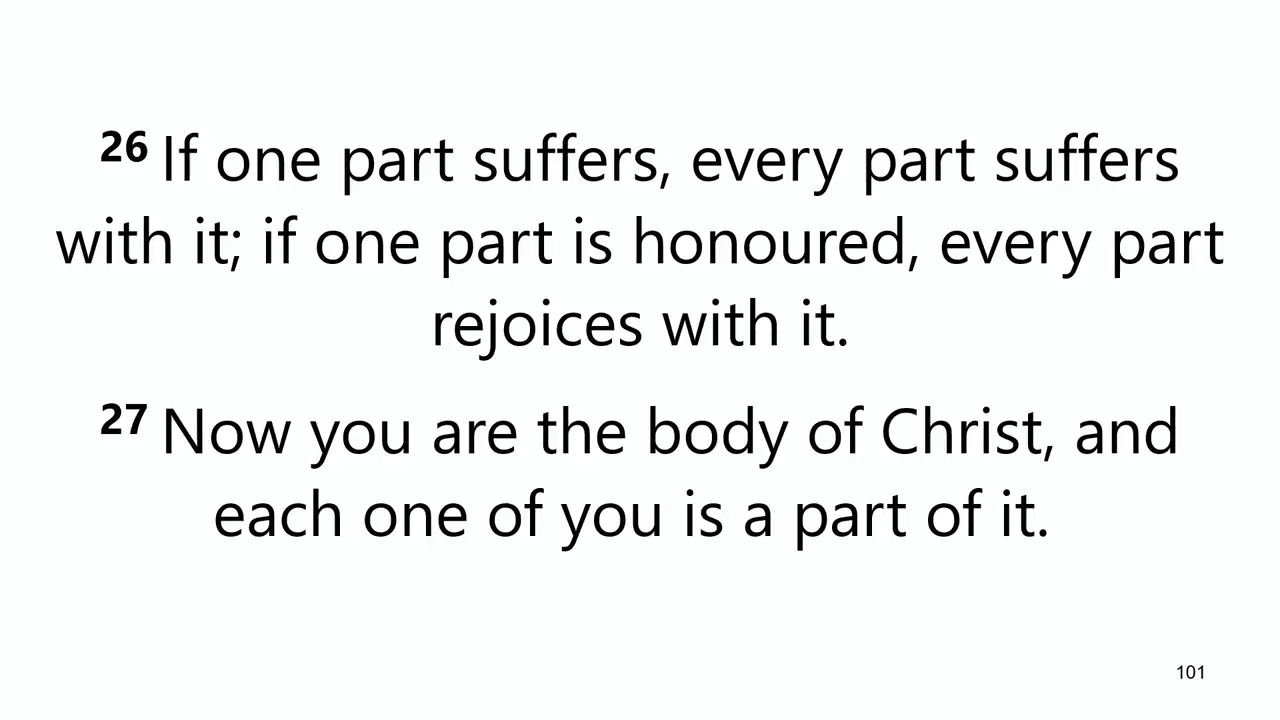 26 If one part suffers, every part suffers
with it; if one part is honoured, every part
rejoices with it.
27 Now you are the body of Christ, and
each one of you is a part of it.
101